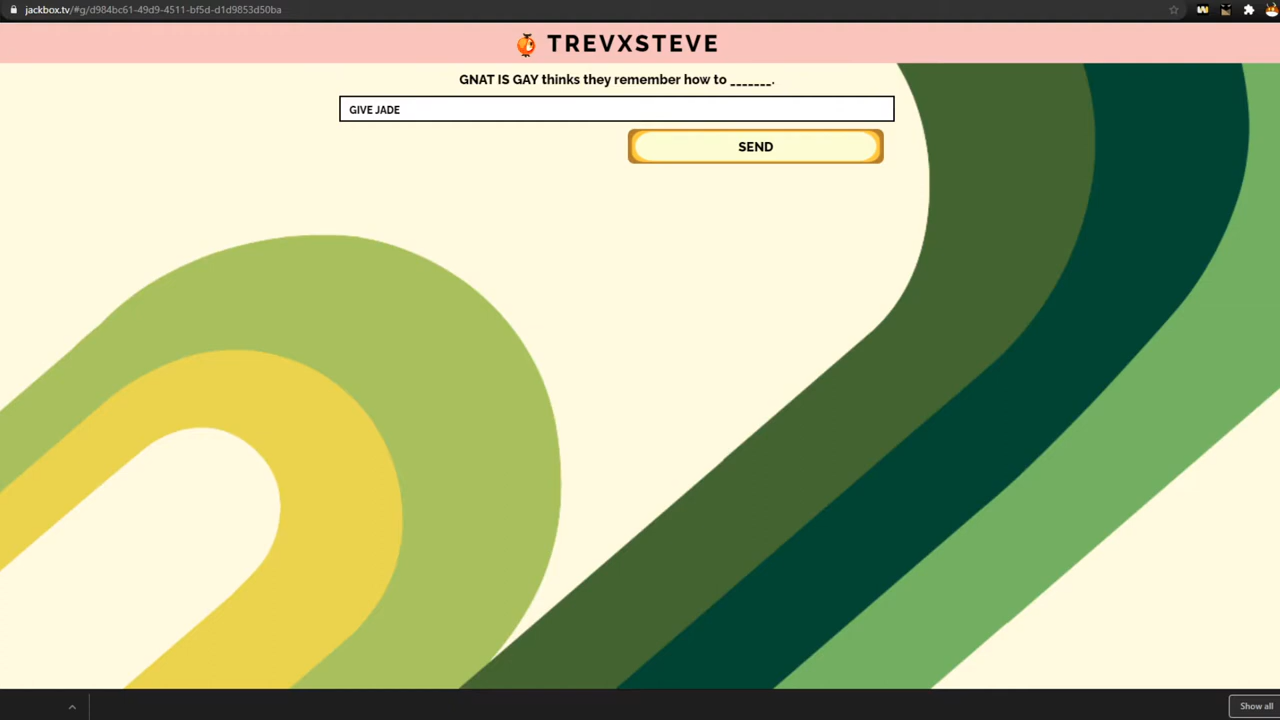 jackbox.tv/#g/d984bc61-49d9-4511-bf5d-d1d9853d50ba
TREVXSTEVE
GNAT IS GAY thinks they remember how to _______.
GIVE JADE
SEND
Show all